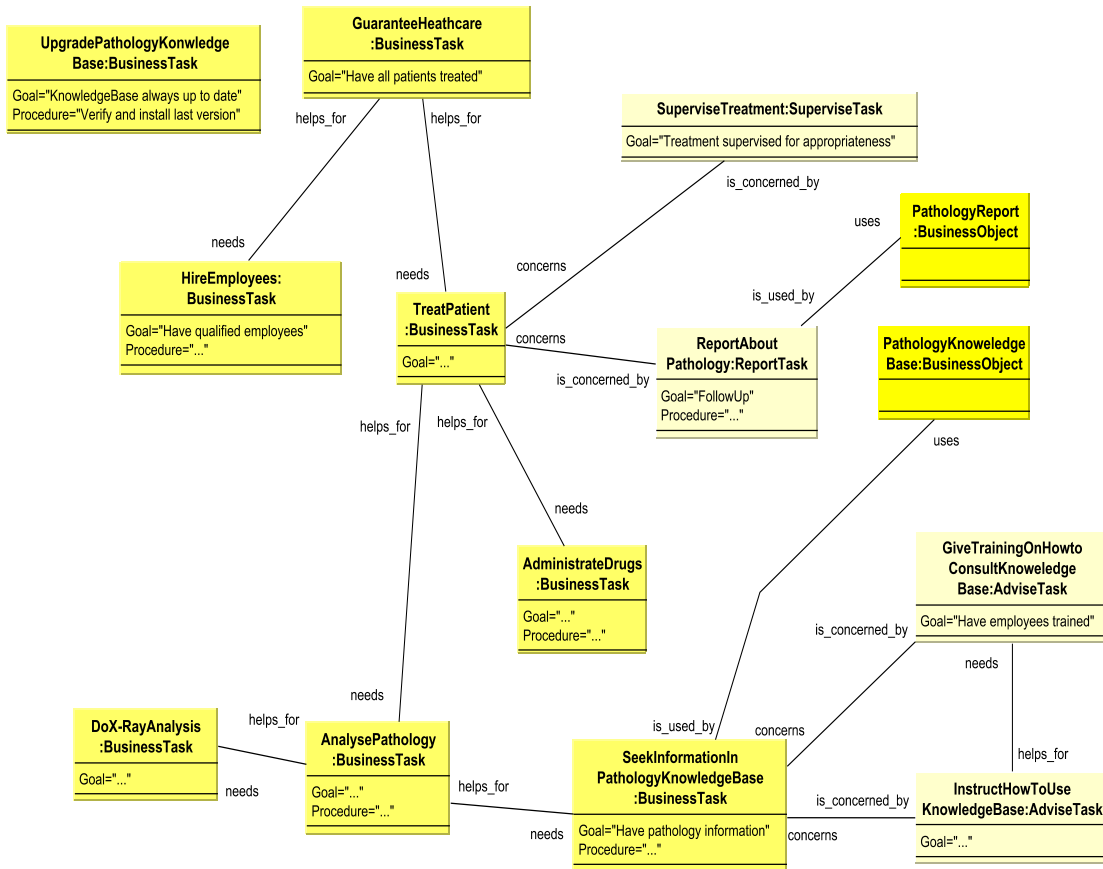 UpgradePathologyKonwledge
Base:BusinessTask
Goal="KnowledgeBase always up to date"
Procedure="Verify and install last version"
GuaranteeHeathcare
:BusinessTask
Goal="Have all patients treated"
helps_for
helps_for
SuperviseTreatment:SuperviseTask
Goal="Treatment supervised for appropriateness"
is_concerned_by
uses
PathologyReport
:BusinessObject
needs
concerns
HireEmployees:
BusinessTask
Goal="Have qualified employees"
Procedure="..."
needs
TreatPatient
:BusinessTask
Goal="..."
is_used_by
concerns
is_concerned_by
ReportAbout
Pathology:ReportTask
Goal="FollowUp"
Procedure="..."
PathologyKnoweledge
Base:BusinessObject
helps_for
helps_for
uses
needs
AdministrateDrugs
:BusinessTask
Goal="..."
Procedure="..."
GiveTrainingOnHowto
ConsultKnoweledge
Base:AdviseTask
Goal="Have employees trained"
is_concerned_by
needs
needs
is_used_by
concerns
helps_for
DoX-RayAnalysis
:BusinessTask
Goal="..."
helps_for
needs
AnalysePathology
:BusinessTask
Goal="..."
Procedure="..."
helps_for
needs
SeekInformationIn
PathologyKnowledgeBase
:BusinessTask
Goal="Have pathology information"
Procedure="..."
is_concerned_by
concerns
InstructHowToUse
KnowledgeBase:AdviseTask
Goal="..."